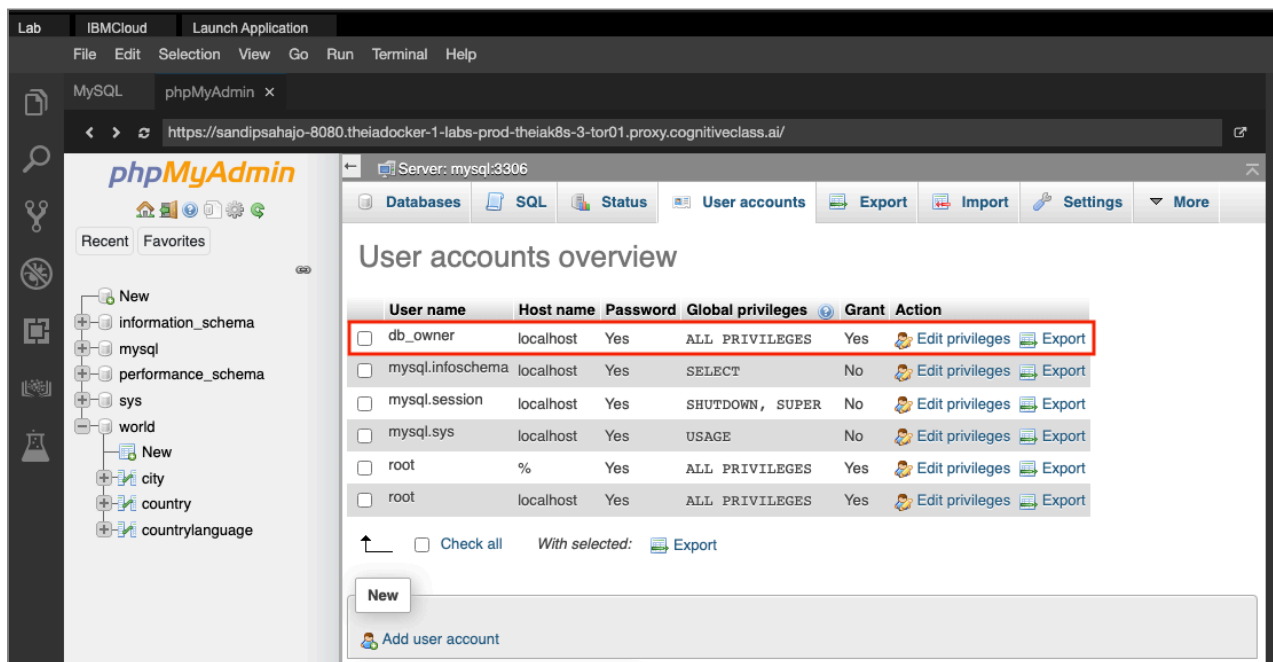 Lab IBMCloud Launch Application
File Edit Selection View Go Run Terminal Help
MySQL phpMyAdmin ×
https://sandipsahajo-8080.theiadocker-1-labs-prod-theiak8s-3-tor01.proxy.cognitiveclass.ai/
phpMyAdmin
Recent Favorites
New
information_schema
mysql
performance_schema
sys
world
New
city
country
countrylanguage
Server: mysql:3306
Databases SQL Status User accounts Export Import Settings More
User accounts overview
User name Host name Password Global privileges Grant Action
db_owner localhost Yes ALL PRIVILEGES Yes Edit privileges Export
mysql.infoschema localhost Yes SELECT No Edit privileges Export
mysql.session localhost Yes SHUTDOWN, SUPER No Edit privileges Export
mysql.sys localhost Yes USAGE No Edit privileges Export
root % Yes ALL PRIVILEGES Yes Edit privileges Export
root localhost Yes ALL PRIVILEGES Yes Edit privileges Export
Check all With selected: Export
New
Add user account